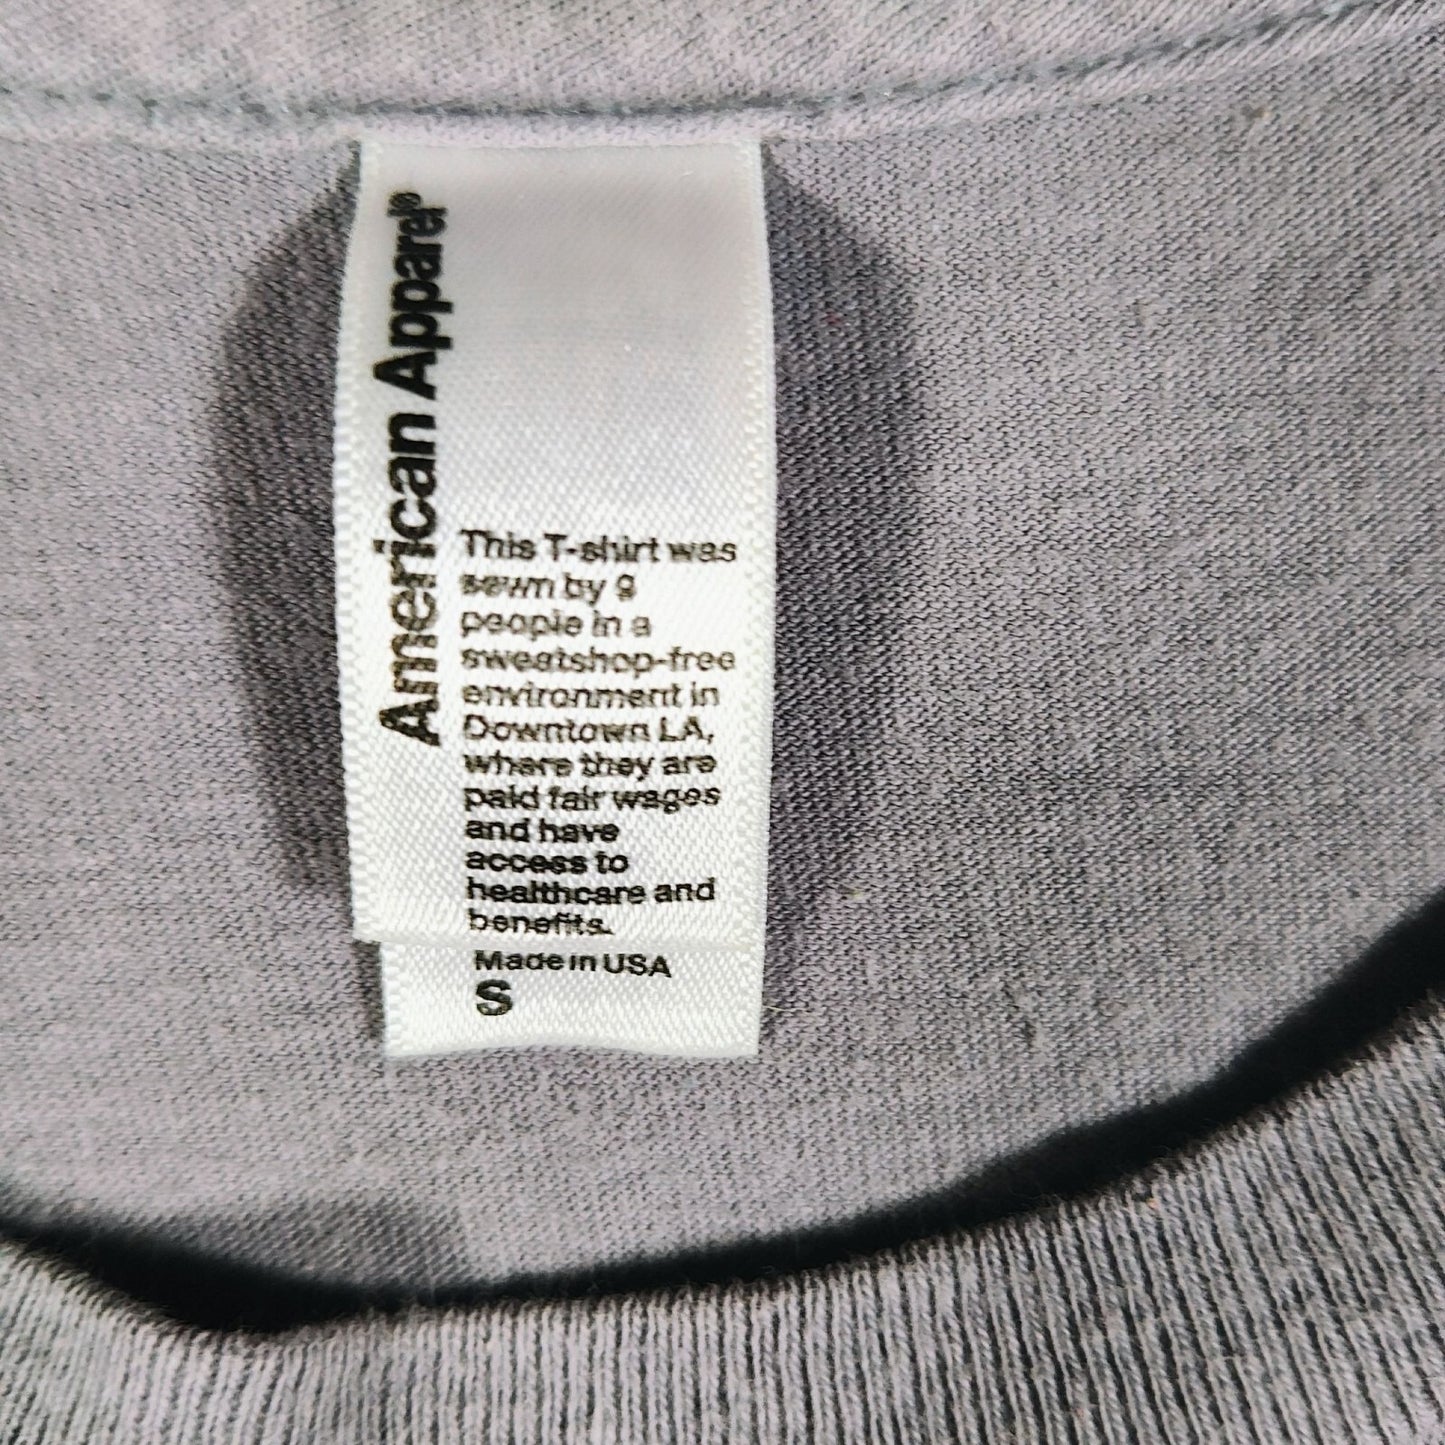 American Apparel®
This T-shirt was
sewn by 9
people in a
sweatshop-free
environment in
Downtown LA,
where they are
paid fair wages
and have
access to
healthcare and
benefits.
Made in USA
S